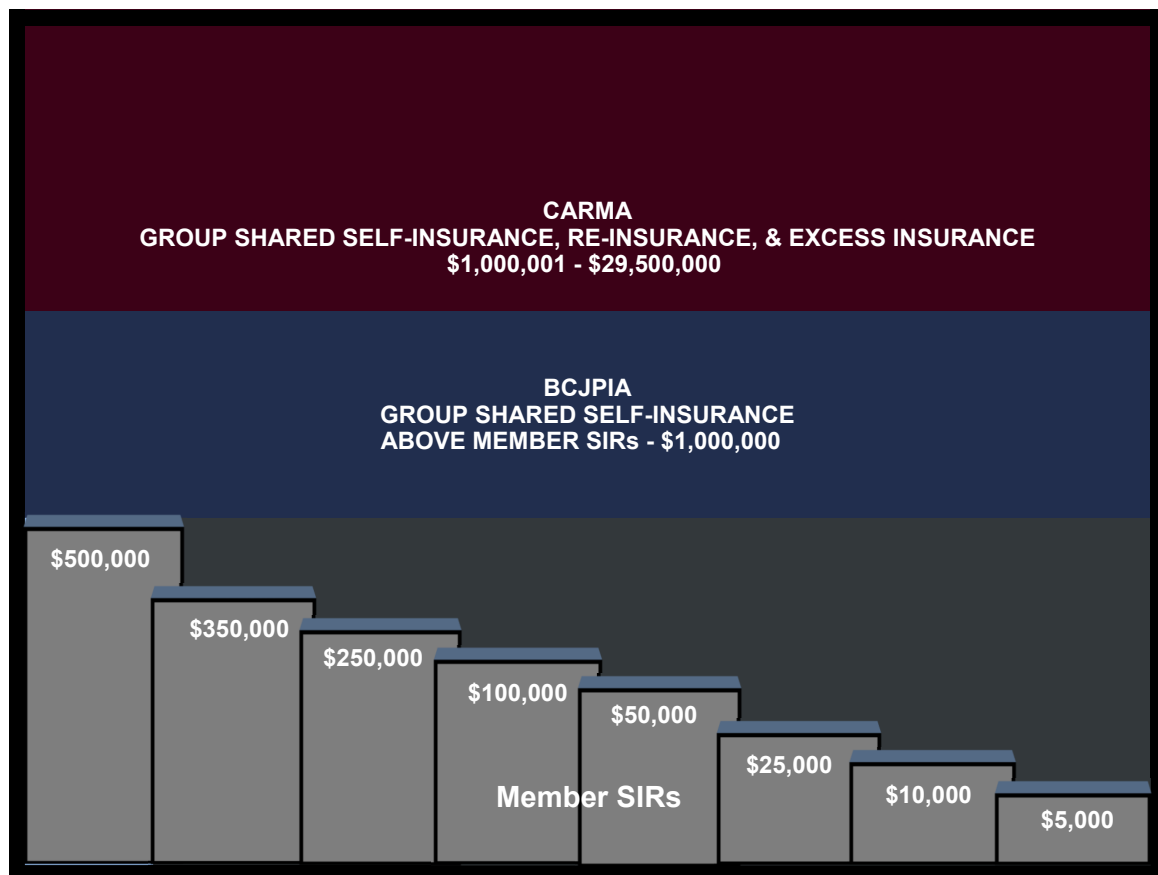 CARMA
GROUP SHARED SELF-INSURANCE, RE-INSURANCE, & EXCESS INSURANCE
$1,000,001 - $29,500,000
BCJPIA
GROUP SHARED SELF-INSURANCE
ABOVE MEMBER SIRs - $1,000,000
$500,000
$350,000
$250,000
$100,000
$50,000
$25,000
$10,000
$5,000
Member SIRs